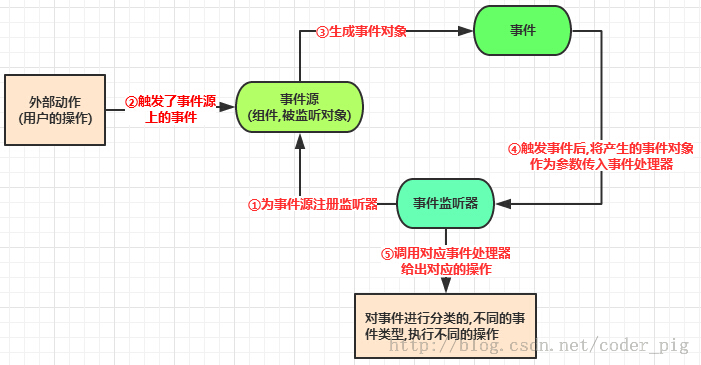 ③生成事件对象
事件
外部动作
(用户的操作)
②触发了事件源
上的事件
事件源
(组件,被监听对象)
④触发事件后,将产生的事件对象
作为参数传入事件处理器
①为事件源注册监听器
事件监听器
⑤调用对应事件处理器
给出对应的操作
对事件进行分类的,不同的事
件类型,执行不同的操作
http://blog.csdn.net/coder_pig